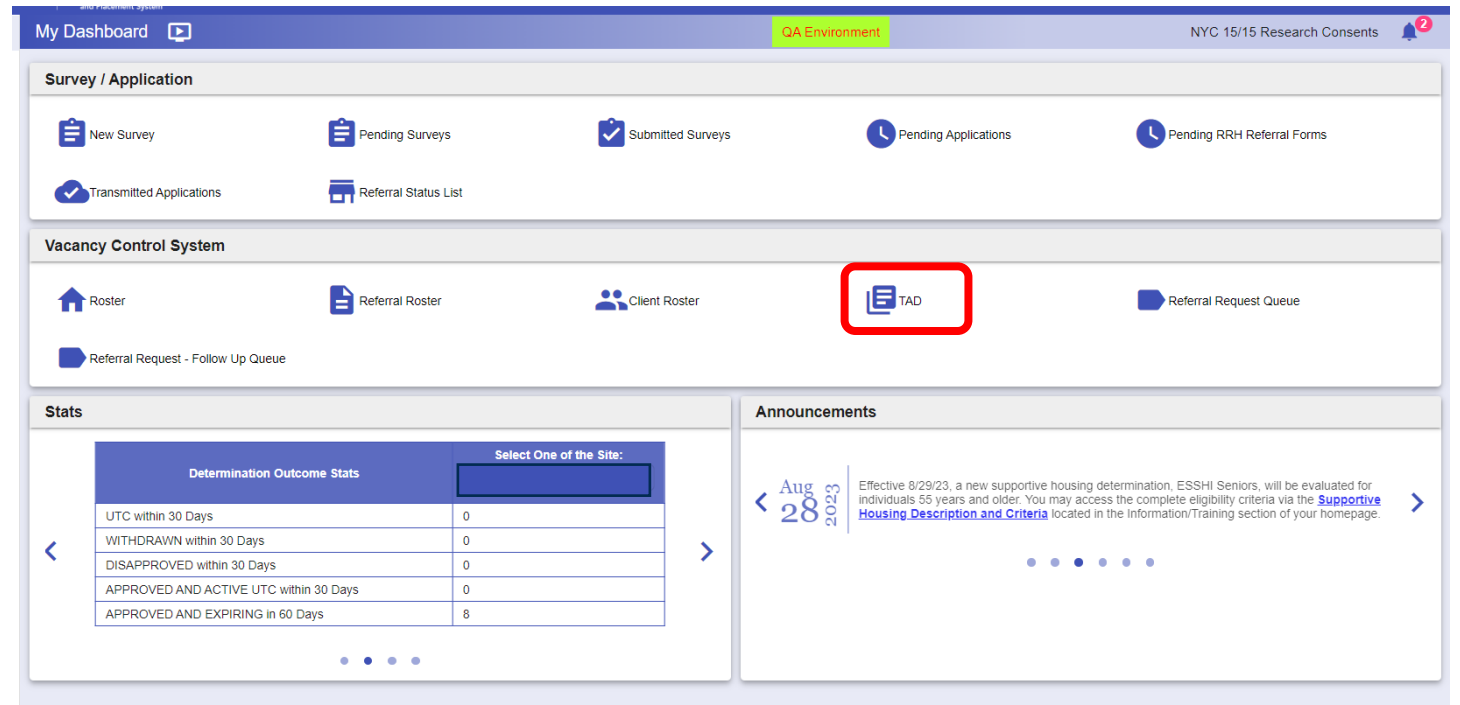 and Placement System
My Dashboard
QA Environment
NYC 15/15 Research Consents
2
Survey / Application
New Survey
Pending Surveys
Submitted Surveys
Pending Applications
Pending RRH Referral Forms
Transmitted Applications
Referral Status List
Vacancy Control System
Roster
Referral Roster
Client Roster
TAD
Referral Request Queue
Referral Request - Follow Up Queue
Stats
Determination Outcome Stats
Select One of the Site:
UTC within 30 Days 0
WITHDRAWN within 30 Days 0
DISAPPROVED within 30 Days 0
APPROVED AND ACTIVE UTC within 30 Days 0
APPROVED AND EXPIRING in 60 Days 8
Announcements
Aug
28
2023
Effective 8/29/23, a new supportive housing determination, ESSHI Seniors, will be evaluated for
individuals 55 years and older. You may access the complete eligibility criteria via the Supportive
Housing Description and Criteria located in the Information/Training section of your homepage.